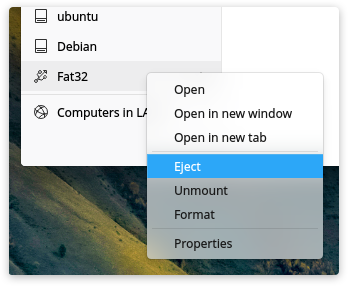 ubuntu
Debian
Fat32
Computers in LA
Open
Open in new window
Open in new tab
Eject
Unmount
Format
Properties